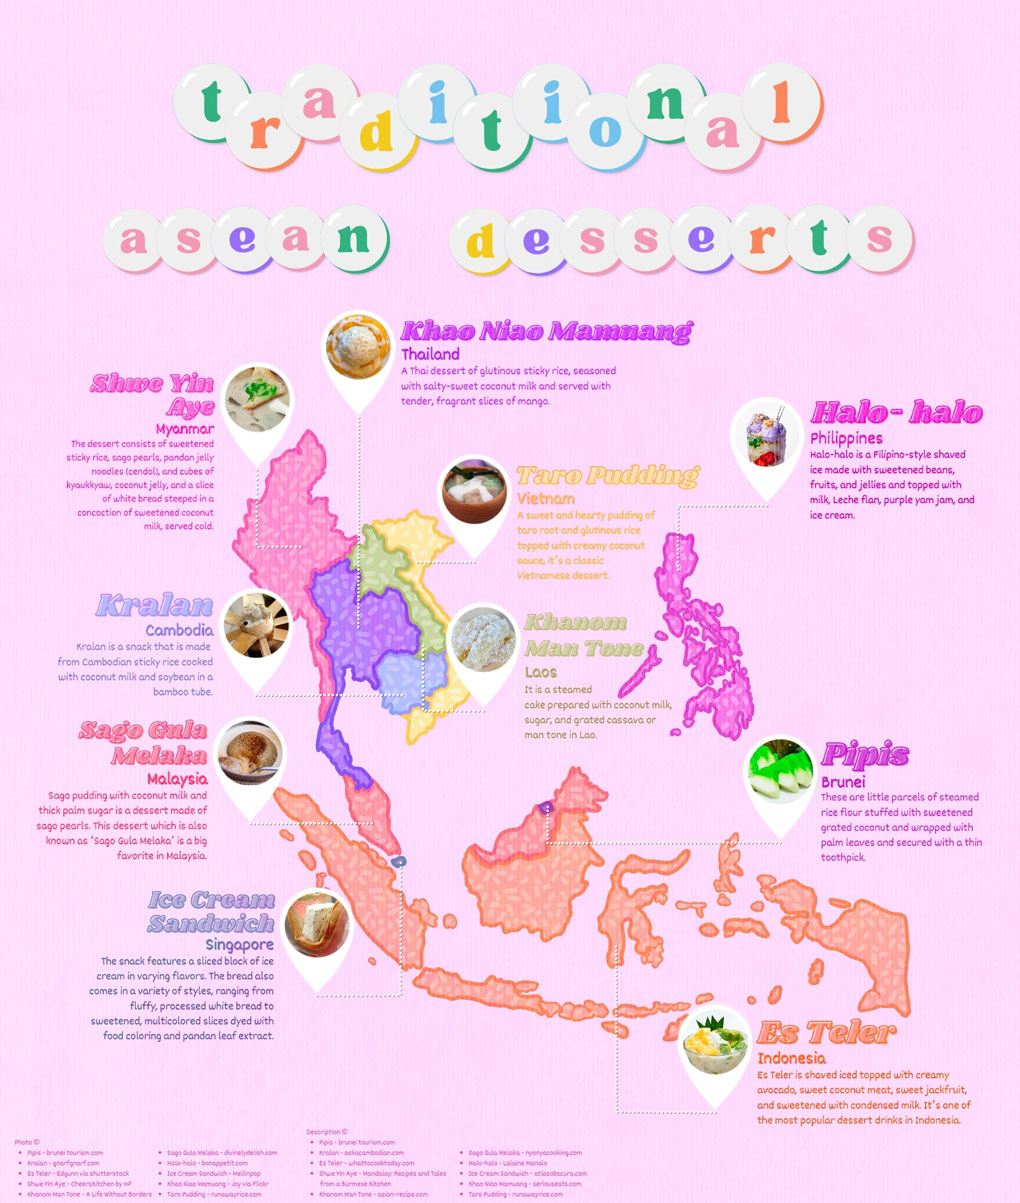 traditional
asean desserts
Khao Niao Mamuang
Thailand
A Thai dessert of glutinous sticky rice, seasoned
with salty-sweet coconut milk and served with
tender, fragrant slices of mango.
Shwe Yin
Aye
Myanmar
The dessert consists of sweetened
sticky rice, sago pearls, pandan jelly
noodles (cendol), and cubes of
kyaukkyaw, coconut jelly, and a slice
of white bread steeped in a
concoction of sweetened coconut
milk, served cold.
Halo- halo
Philippines
Halo-halo is a Filipino-style shaved
ice made with sweetened beans,
fruits, and jellies and topped with
milk, Leche flan, purple yam jam, and
ice cream.
Taro Pudding
Vietnam
A sweet and hearty pudding of
taro root and glutinous rice
topped with creamy coconut
sauce, it's a classic
Vietnamese dessert.
Kralan
Cambodia
Kralan is a snack that is made
from Cambodian sticky rice cooked
with coconut milk and soybean in a
bamboo tube.
Khanom
Man Tone
Laos
It is a steamed
cake prepared with coconut milk,
sugar, and grated cassava or
man tone in Lao.
Sago Gula
Melaka
Malaysia
Sago pudding with coconut milk and
thick palm sugar is a dessert made of
sago pearls. This dessert which is also
known as 'Sago Gula Melaka' is a big
favorite in Malaysia.
Pipis
Brunei
These are little parcels of steamed
rice flour stuffed with sweetened
grated coconut and wrapped with
palm leaves and secured with a thin
toothpick.
Ice Cream
Sandwich
Singapore
The snack features a sliced block of ice
cream in varying flavors. The bread also
comes in a variety of styles, ranging from
fluffy, processed white bread to
sweetened, multicolored slices dyed with
food coloring and pandan leaf extract.
Es Teler
Indonesia
Es Teler is shaved iced topped with creamy
avocado, sweet coconut meat, sweet jackfruit,
and sweetened with condensed milk. It's one of
the most popular dessert drinks in Indonesia.
Photo ©
Pipis - brunei tourism.com
Kralan - gnarfgnarf.com
Es Teler - Edgunn via shutterstock
Shwe Yin Aye - CheersKitchen by HP
Khanom Man Tone - A Life Without Borders
Sago Gula Melaka - divinelydelish.com
Halo-halo - bonappetit.com
Ice Cream Sandwich - Mellinpop
Khao Niao Mamuang - Joy via Flickr
Taro Pudding - runawayrice.com
Description ©
Pipis - brunei tourism.com
Kralan - askacambodian.com
Es Teler - whattocooktoday.com
Shwe Yin Aye - Mandalay: Recipes and Tales
from a Burmese Kitchen
Khanom Man Tone - asian-recipe.com
Sago Gula Melaka - nyonyacooking.com
Halo-halo - Lalaine Manalo
Ice Cream Sandwich - atlasobscura.com
Khao Niao Mamuang - seriouseats.com
Taro Pudding - runawayrice.com